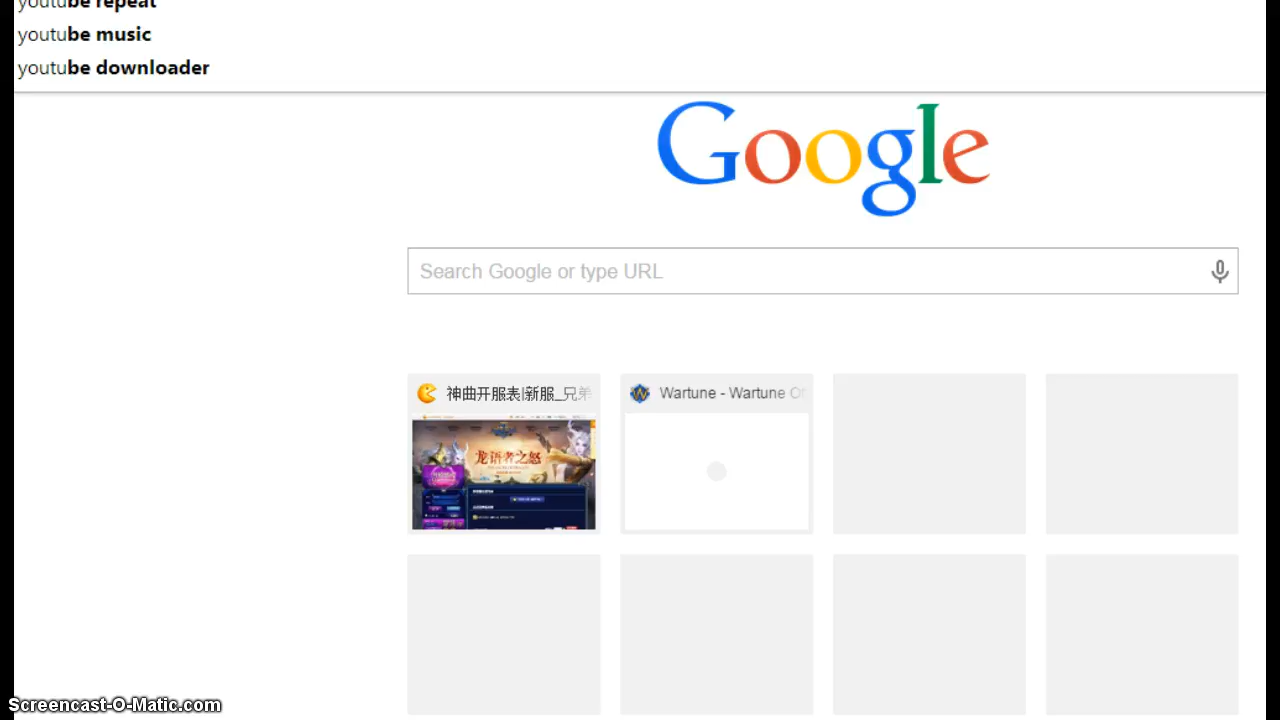 youtube repeat
youtube music
youtube downloader
Google
Search Google or type URL
神曲开服表|新服_兄弟
Wartune - Wartune Of
龙语者之怒
Screencast-O-Matic.com